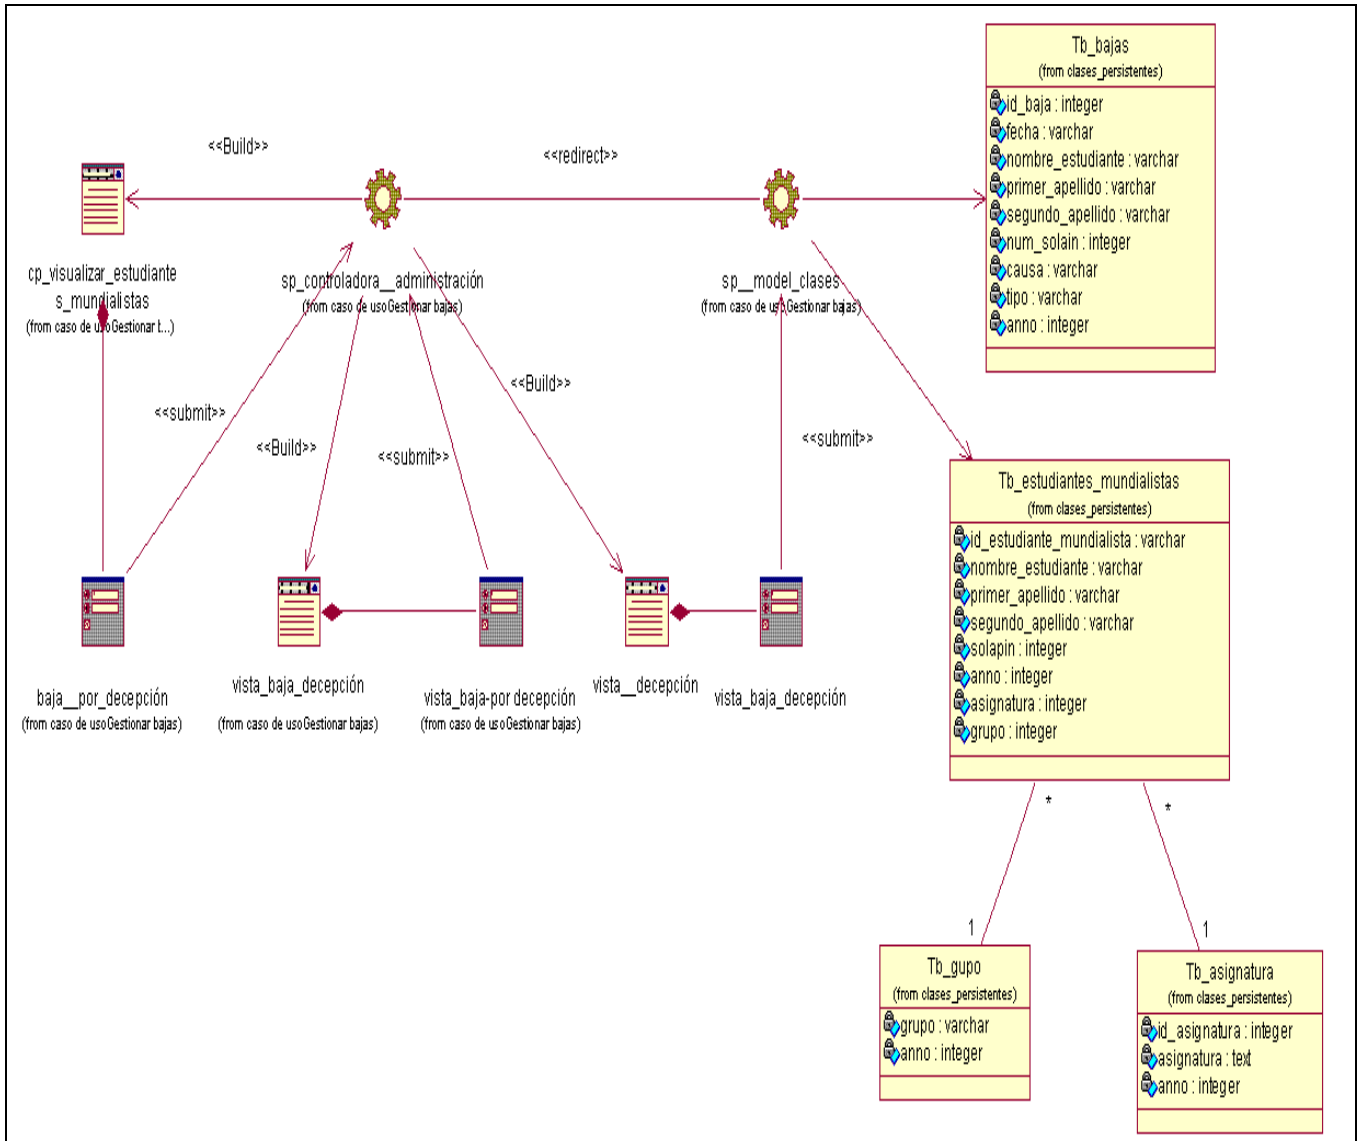 Tb_bajas
(from clases_persistentes)
id_baja : integer
fecha : varchar
nombre_estudiante : varchar
primer_apellido : varchar
segundo_apellido : varchar
num_solain : integer
causa : varchar
tipo : varchar
anno : integer
<<Build>>
<<redirect>>
cp_visualizar_estudiante
s_mundialistas
(from caso de usoGestionar t...)
sp_controladora__administración
(from caso de usoGestionar bajas)
sp__model_clases
(from caso de usoGestionar bajas)
<<submit>>
<<Build>>
<<submit>>
<<Build>>
<<submit>>
Tb_estudiantes_mundialistas
(from clases_persistentes)
id_estudiante_mundialista : varchar
nombre_estudiante : varchar
primer_apellido : varchar
segundo_apellido : varchar
solapin : integer
anno : integer
asignatura : integer
grupo : integer
baja__por_decepción
(from caso de usoGestionar bajas)
vista_baja_decepción
(from caso de usoGestionar bajas)
vista_baja-por decepción
(from caso de usoGestionar bajas)
vista__decepción
vista_baja_decepción
*
*
1
1
Tb_gupo
(from clases_persistentes)
grupo : varchar
anno : integer
Tb_asignatura
(from clases_persistentes)
id_asignatura : integer
asignatura : text
anno : integer